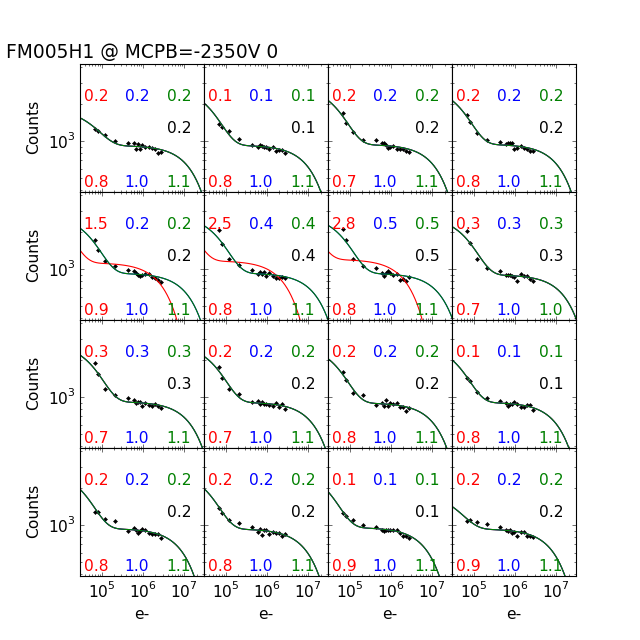 FM005H1 @ MCPB=-2350V 0
0.2 0.2 0.2 0.1 0.1 0.1 0.2 0.2 0.2 0.2 0.2 0.2
0.2 0.1 0.2 0.2
Counts
10³
0.8 1.0 1.1 0.8 1.0 1.1 0.7 1.0 1.1 0.8 1.0 1.1
1.5 0.2 0.2 2.5 0.4 0.4 2.8 0.5 0.5 0.3 0.3 0.3
0.2 0.4 0.5 0.3
Counts
10³
0.9 1.0 1.1 0.8 1.0 1.1 0.8 1.0 1.1 0.7 1.0 1.0
0.3 0.3 0.3 0.2 0.2 0.2 0.2 0.2 0.2 0.1 0.1 0.1
0.3 0.2 0.2 0.1
Counts
10³
0.7 1.0 1.1 0.7 1.0 1.1 0.8 1.0 1.1 0.8 1.0 1.1
0.2 0.2 0.2 0.2 0.2 0.2 0.1 0.1 0.1 0.2 0.2 0.2
0.2 0.2 0.1 0.2
Counts
10³
0.8 1.0 1.1 0.8 1.0 1.1 0.9 1.0 1.1 0.9 1.0 1.1
10⁵ 10⁶ 10⁷ 10⁵ 10⁶ 10⁷ 10⁵ 10⁶ 10⁷ 10⁵ 10⁶ 10⁷
e- e- e- e-